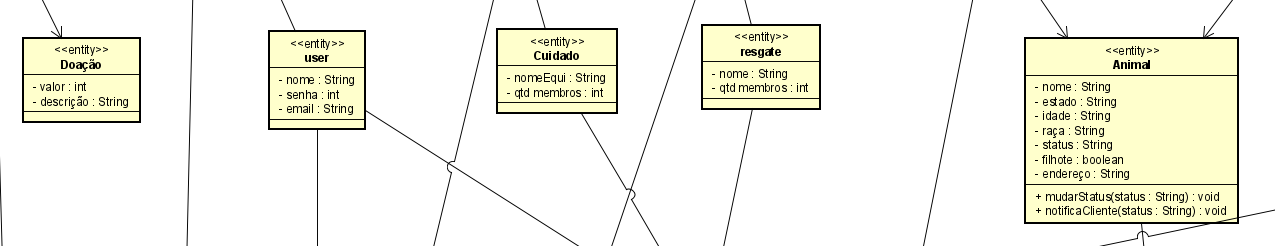 <<entity>>
Doação
- valor : int
- descrição : String
<<entity>>
user
- nome : String
- senha : int
- email : String
<<entity>>
Cuidado
- nomeEqui : String
- qtd membros : int
<<entity>>
resgate
- nome : String
- qtd membros : int
<<entity>>
Animal
- nome : String
- estado : String
- idade : String
- raça : String
- status : String
- filhote : boolean
- endereço : String
+ mudarStatus(status : String) : void
+ notificaCliente(status : String) : void